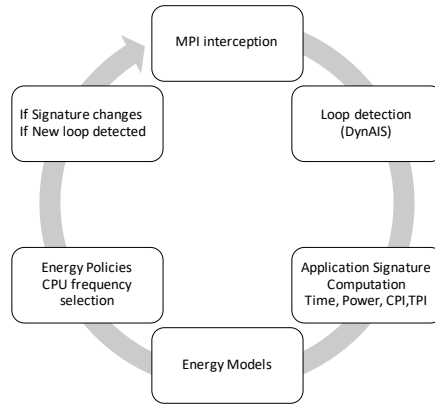 MPI interception
Loop detection
(DynAIS)
Application Signature
Computation
Time, Power, CPI,TPI
Energy Models
Energy Policies
CPU frequency
selection
If Signature changes
If New loop detected